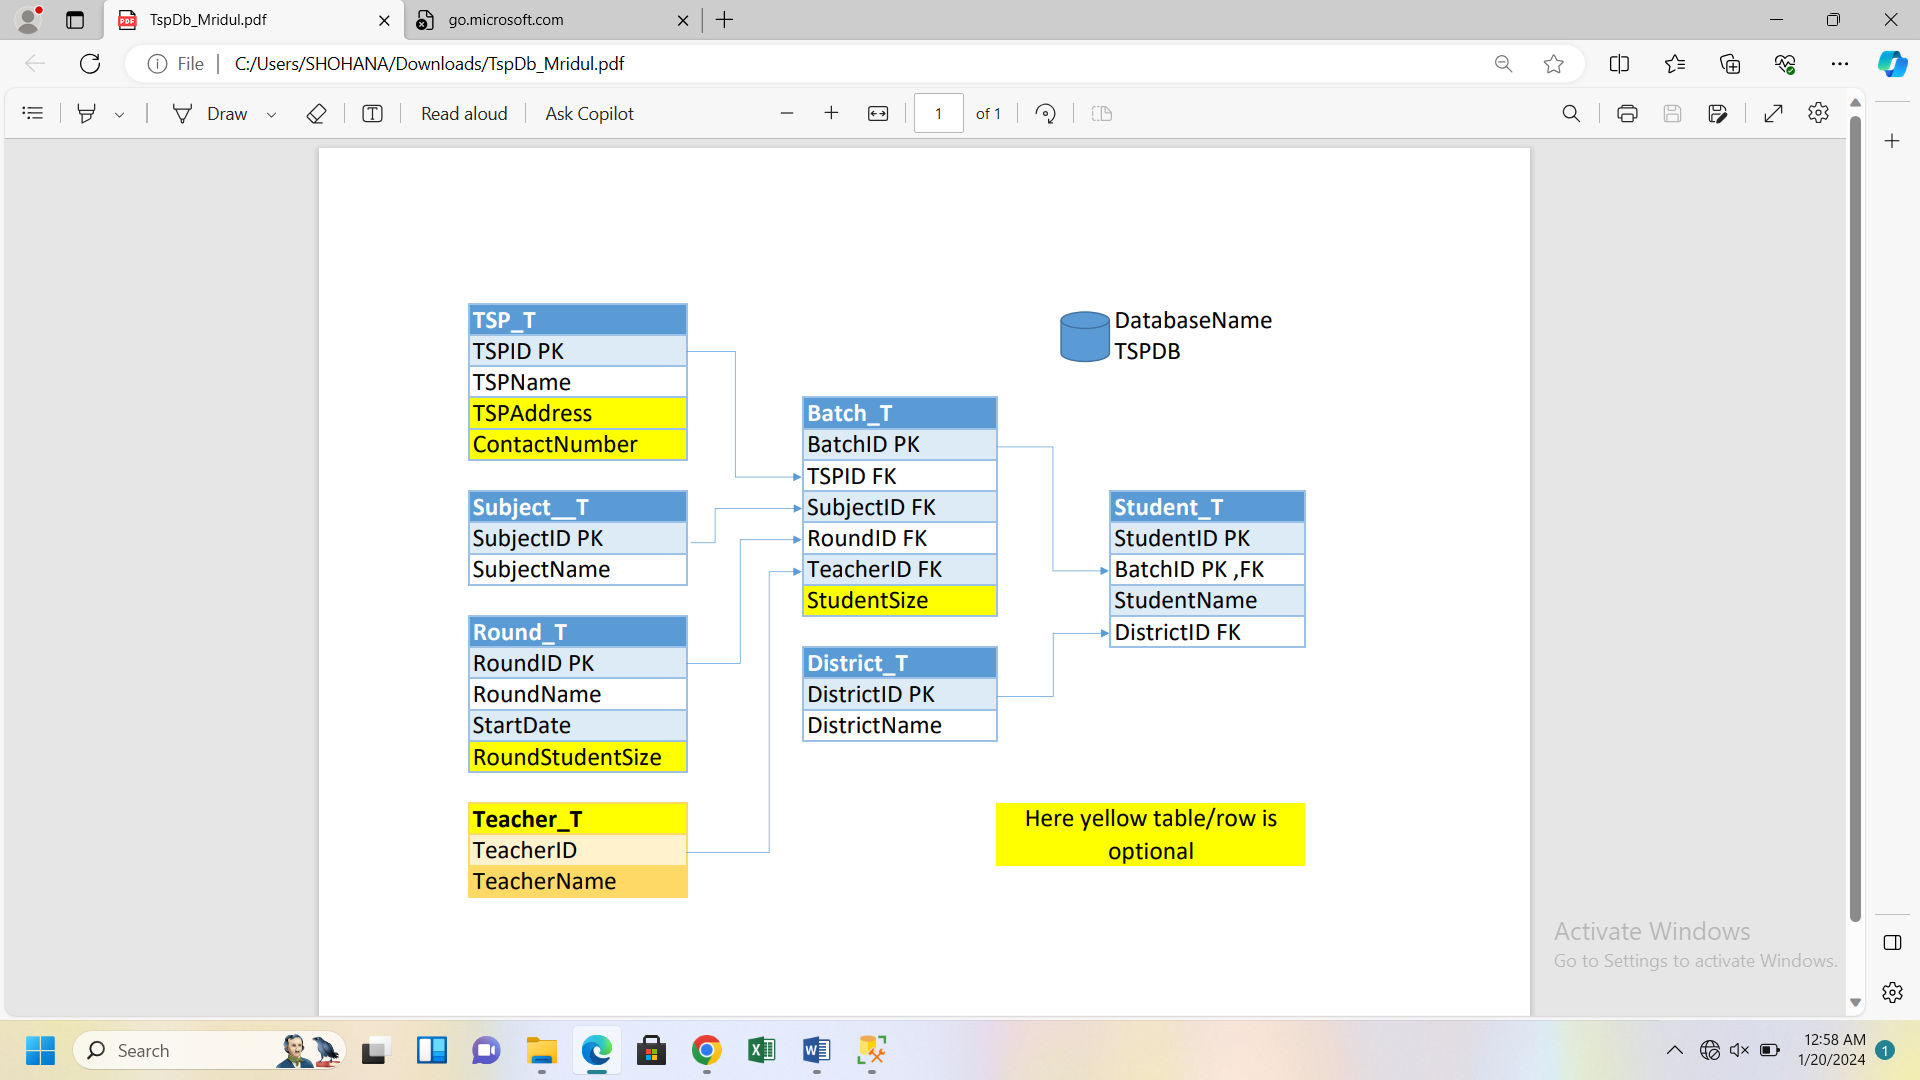 TspDb_Mridul.pdf
go.microsoft.com
File
C:/Users/SHOHANA/Downloads/TspDb_Mridul.pdf
Draw
Read aloud
Ask Copilot
1
of 1
TSP_T
TSPID PK
TSPName
TSPAddress
ContactNumber
Subject__T
SubjectID PK
SubjectName
Round_T
RoundID PK
RoundName
StartDate
RoundStudentSize
Teacher_T
TeacherID
TeacherName
Batch_T
BatchID PK
TSPID FK
SubjectID FK
RoundID FK
TeacherID FK
StudentSize
District_T
DistrictID PK
DistrictName
DatabaseName
TSPDB
Student_T
StudentID PK
BatchID PK ,FK
StudentName
DistrictID FK
Here yellow table/row is
optional
Activate Windows
Go to Settings to activate Windows.
Search
12:58 AM
1/20/2024
1